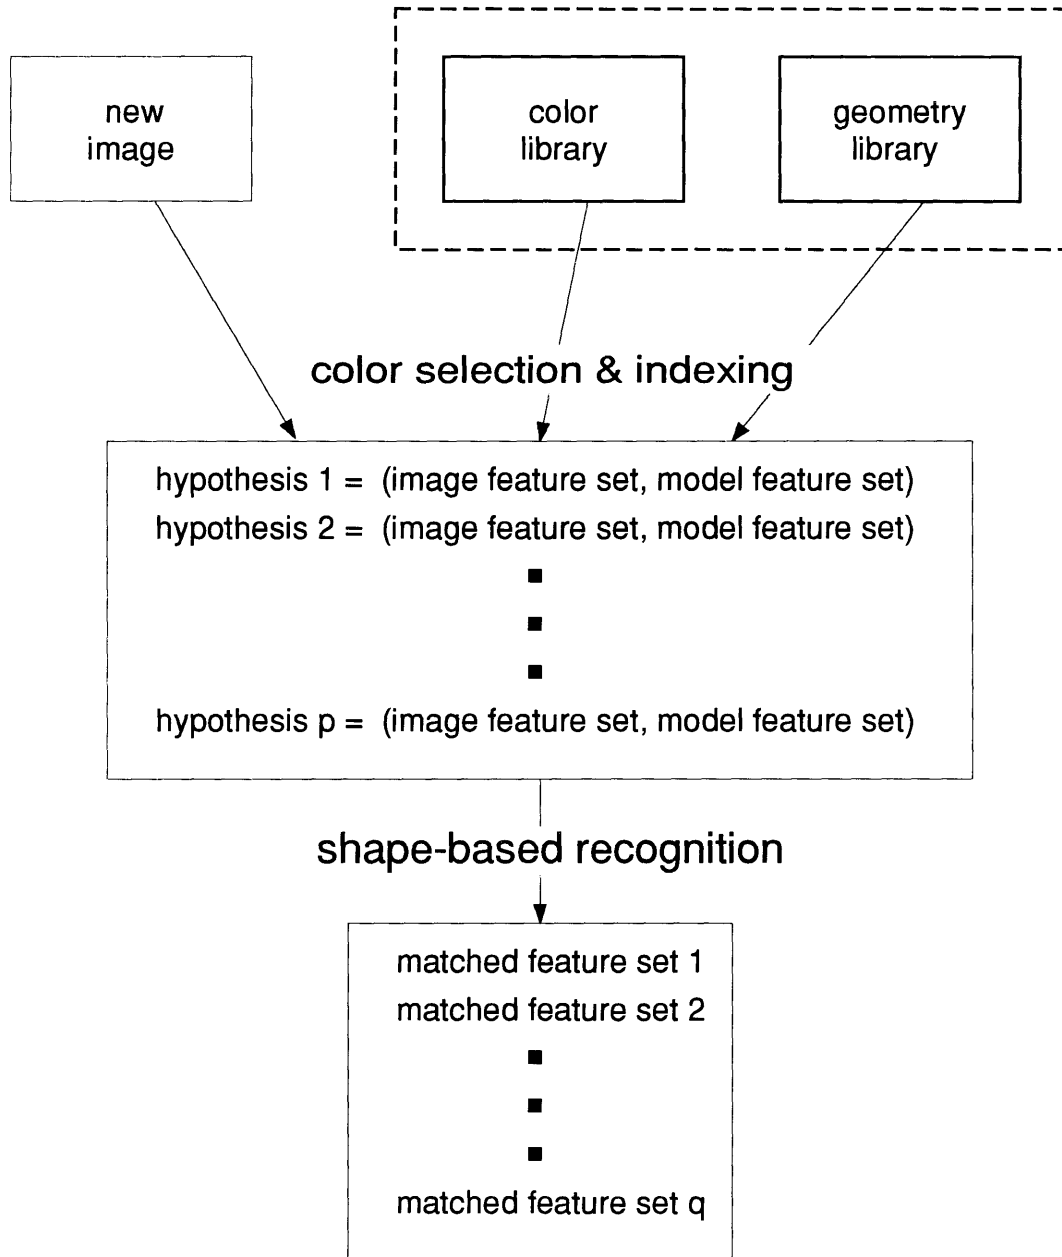 new
image
color
library
geometry
library
color selection & indexing
hypothesis 1 = (image feature set, model feature set)
hypothesis 2 = (image feature set, model feature set)
hypothesis p = (image feature set, model feature set)
shape-based recognition
matched feature set 1
matched feature set 2
matched feature set q